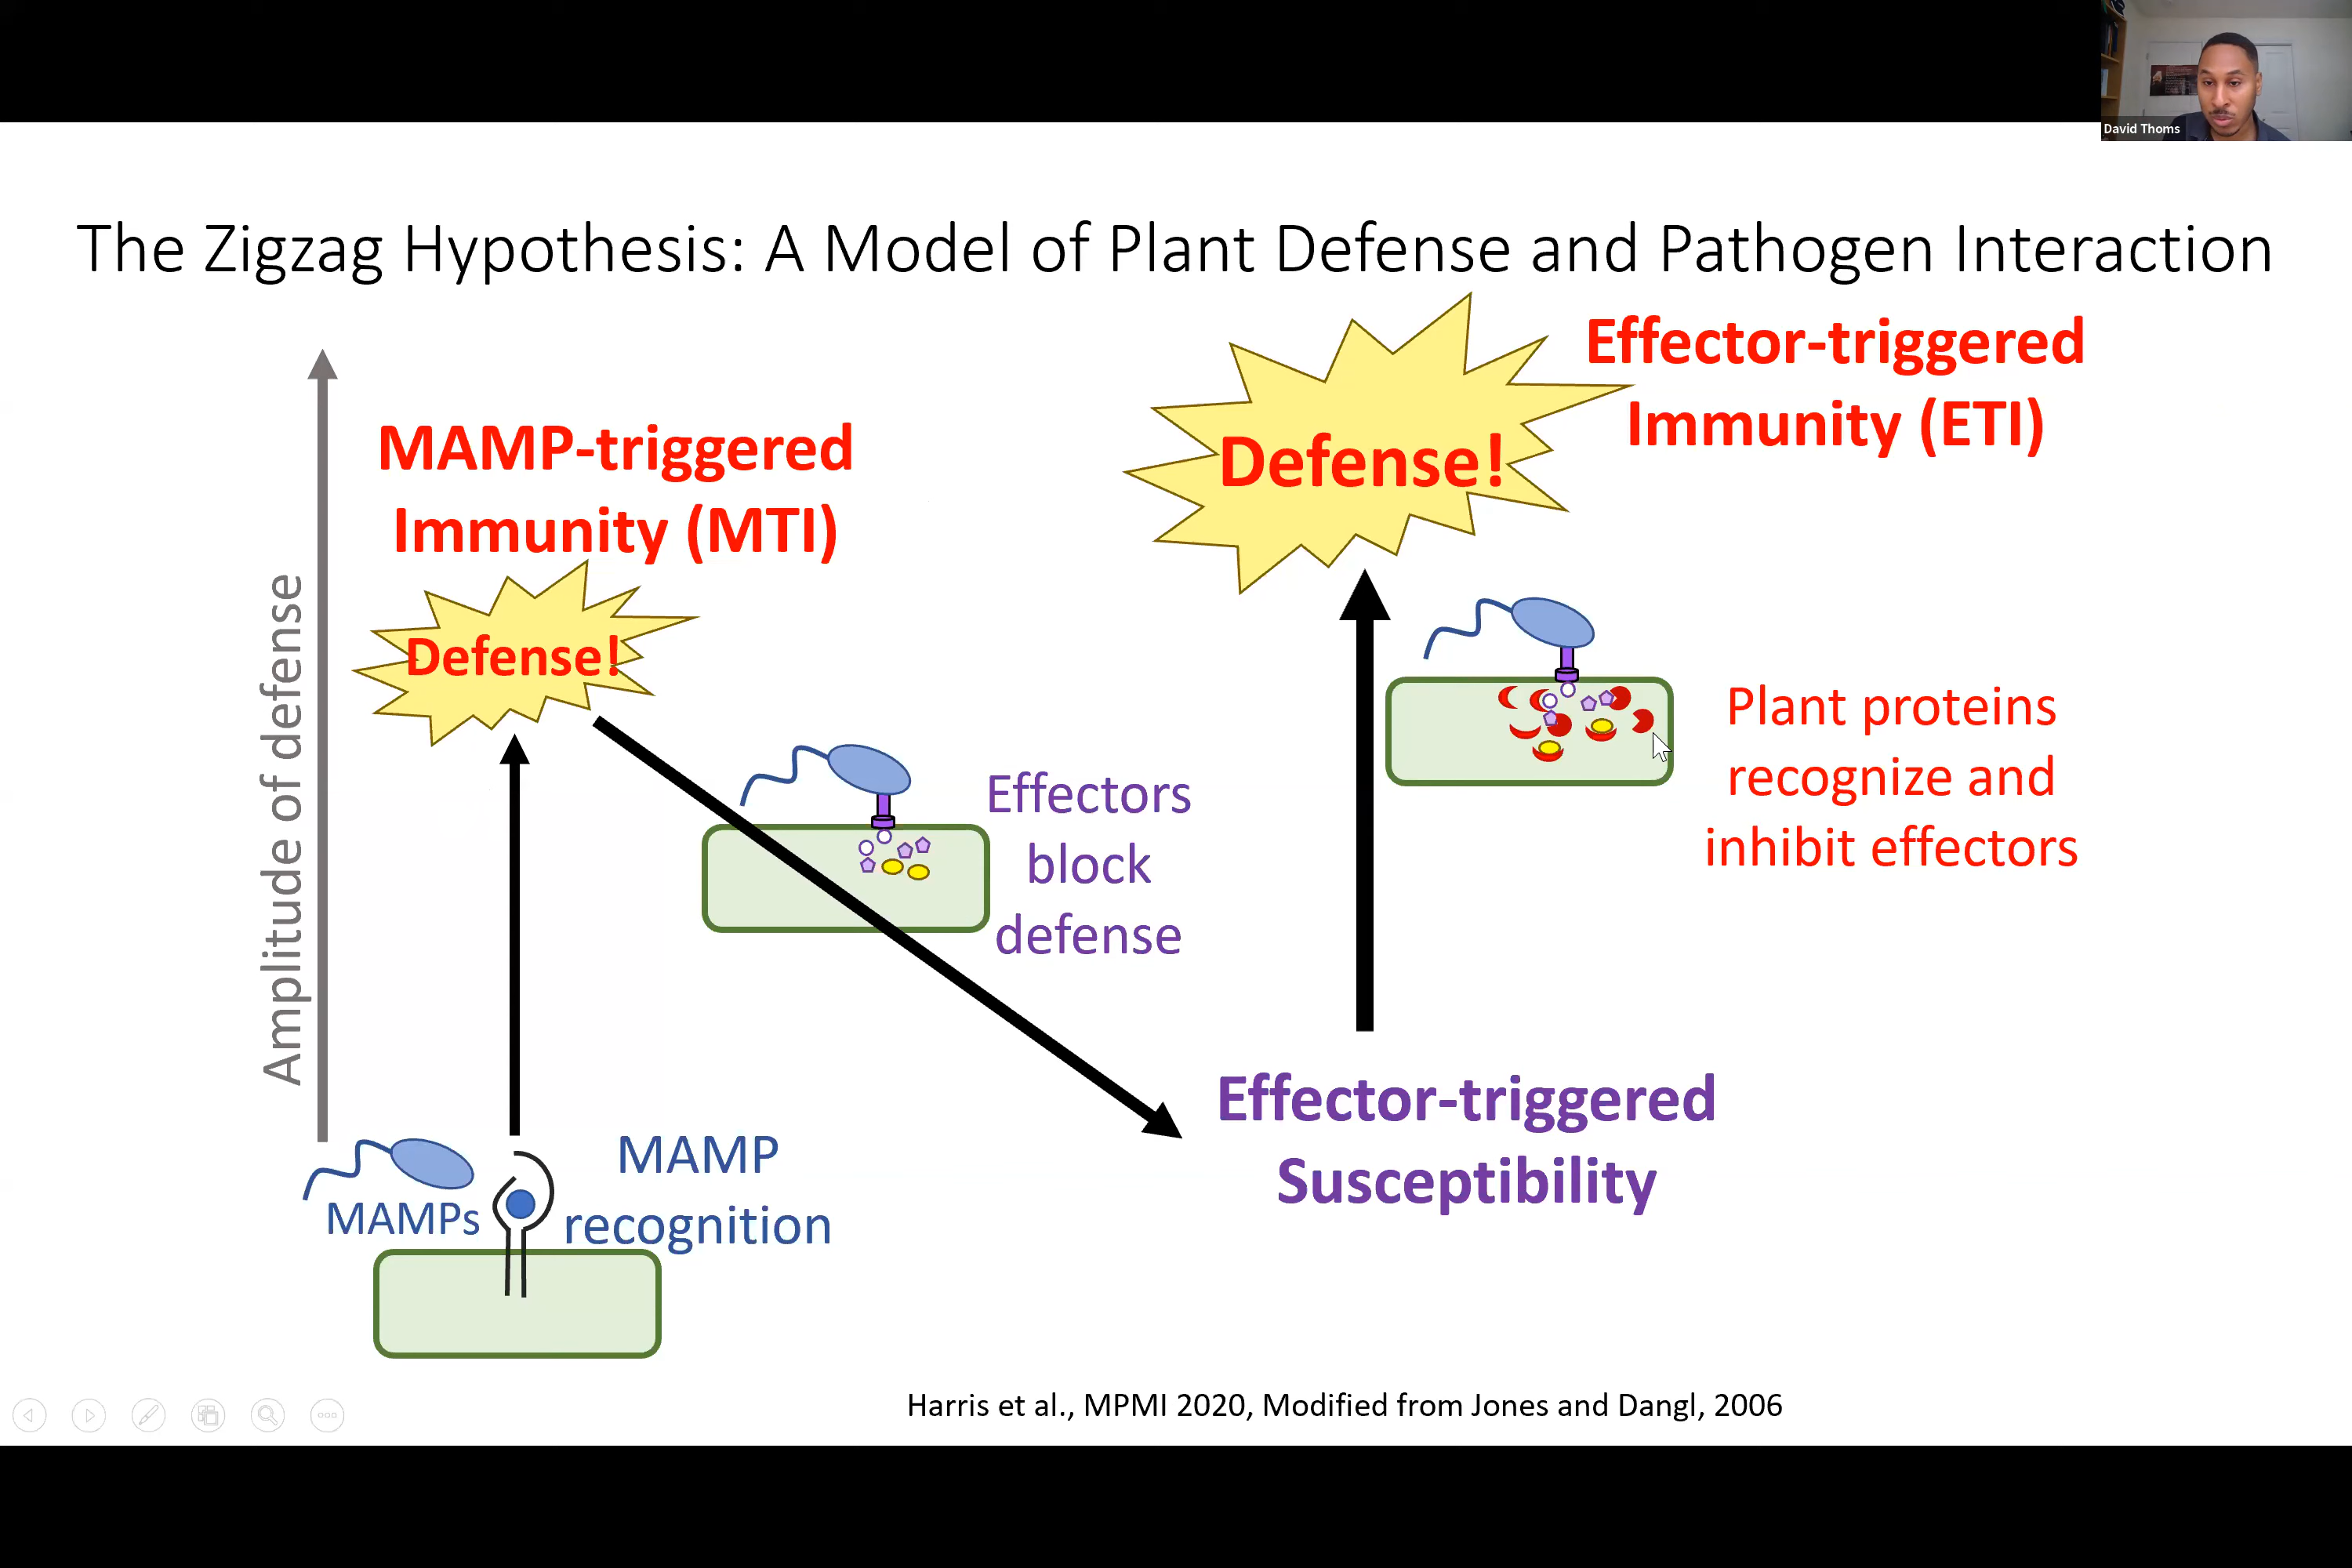 David Thoms
The Zigzag Hypothesis: A Model of Plant Defense and Pathogen Interaction
Amplitude of defense
MAMP-triggered
Immunity (MTI)
Defense!
MAMPs
MAMP
recognition
Effectors
block
defense
Effector-triggered
Susceptibility
Defense!
Effector-triggered
Immunity (ETI)
Plant proteins
recognize and
inhibit effectors
Harris et al., MPMI 2020, Modified from Jones and Dangl, 2006